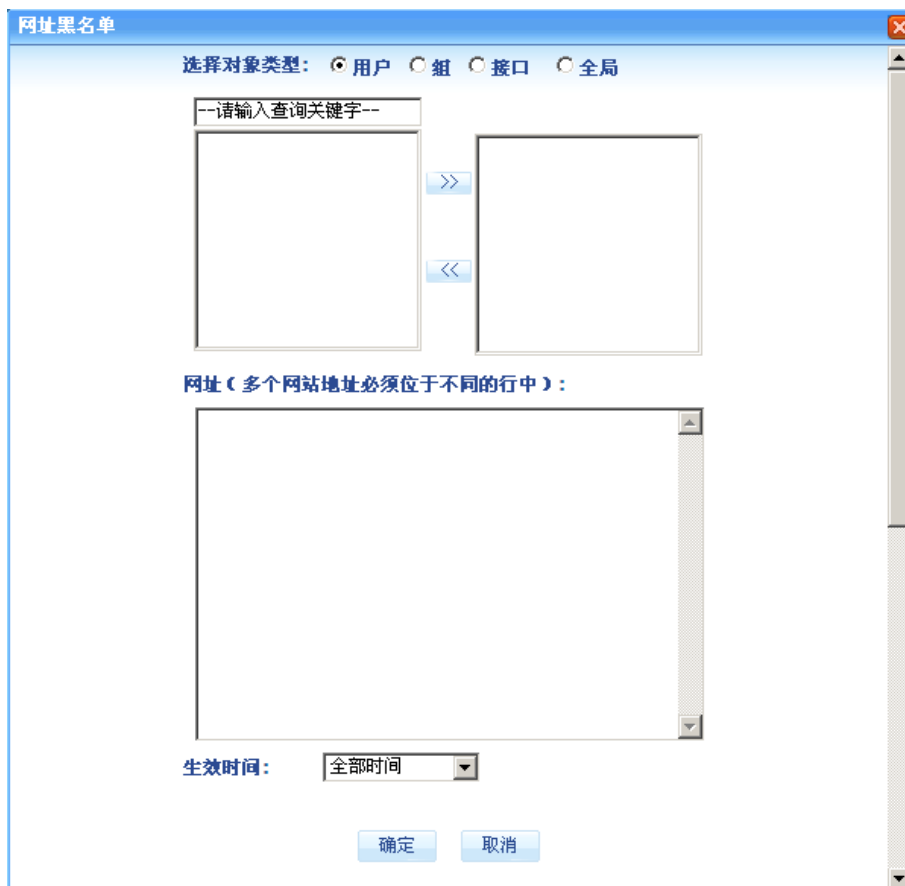 网址黑名单
选择对象类型： 用户 组 接口 全局
--请输入查询关键字--
>>
<<
网址（多个网站地址必须位于不同的行中）：
生效时间： 全部时间
确定 取消